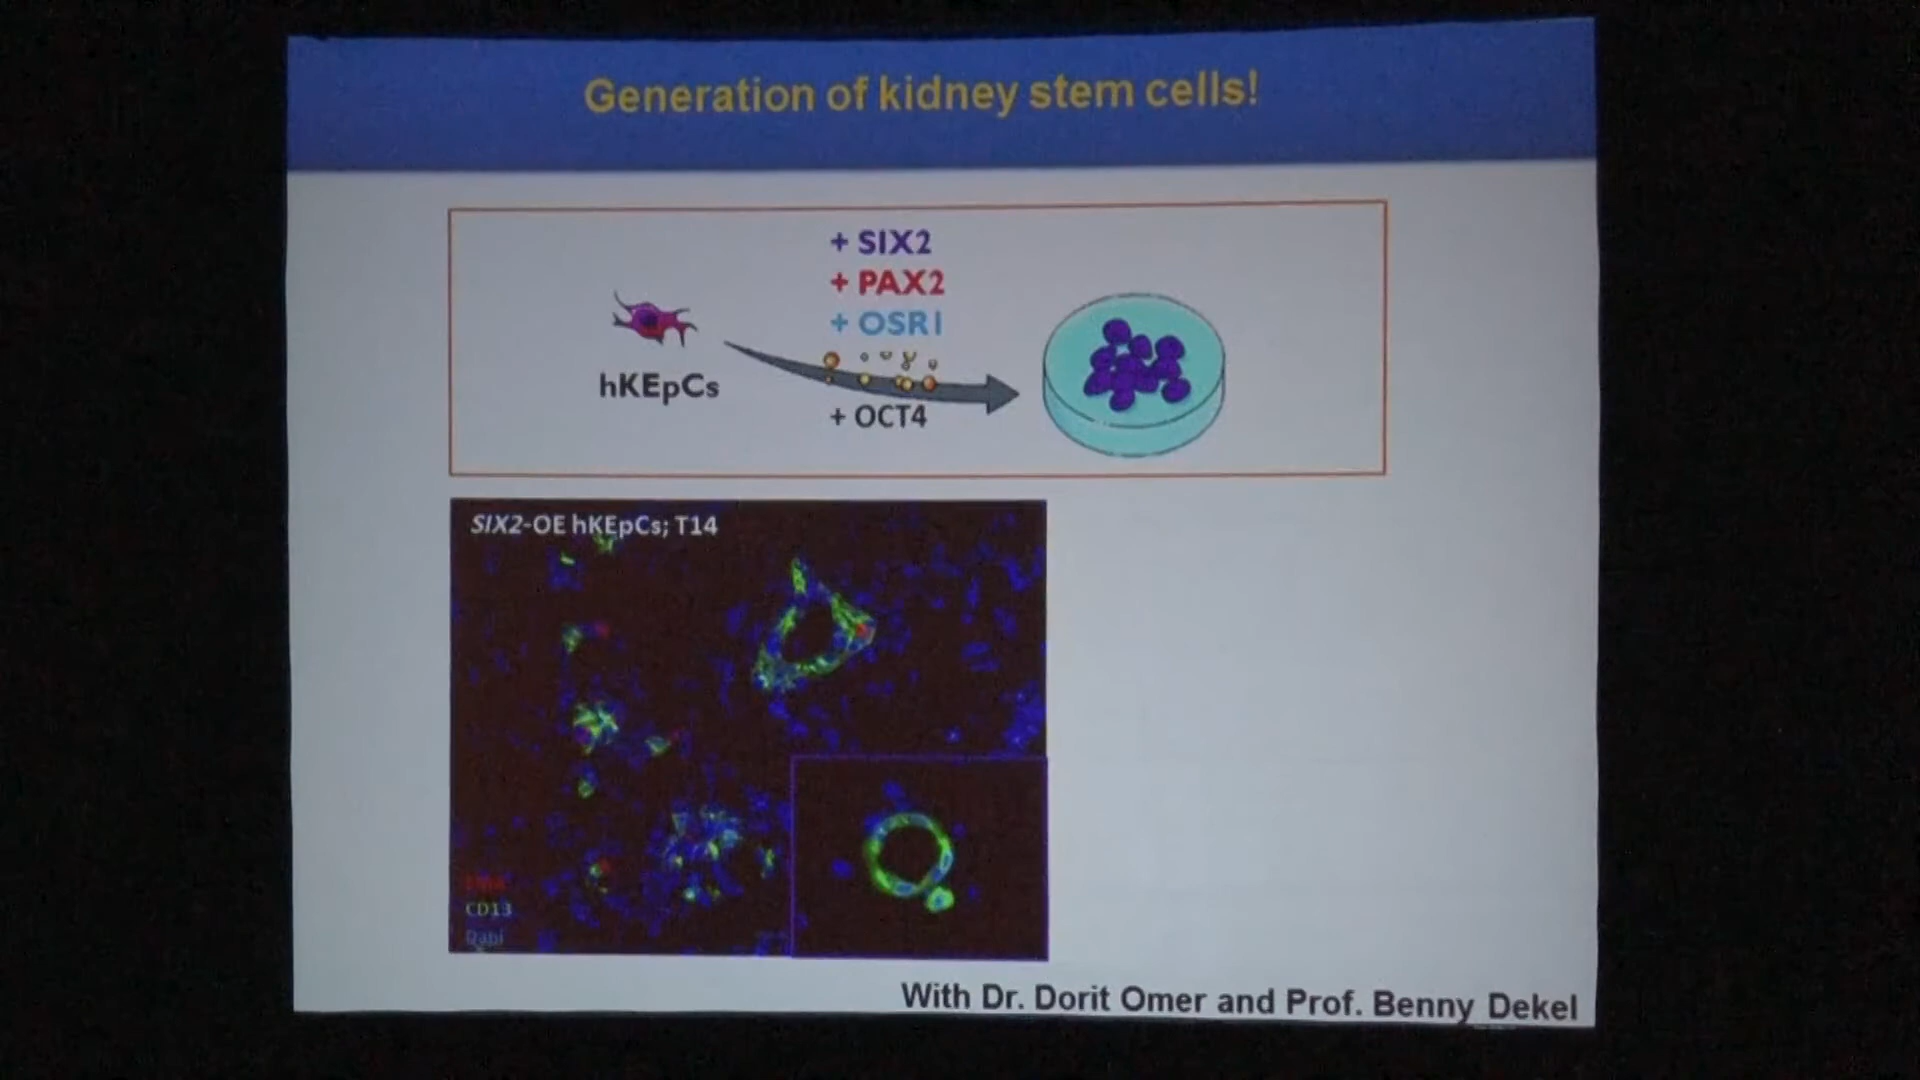 Generation of kidney stem cells!
+ SIX2
+ PAX2
+ OSR1
hKEpCs
+ OCT4
SIX2-OE hKEpCs; T14
CD13
Dapi
With Dr. Dorit Omer and Prof. Benny Dekel